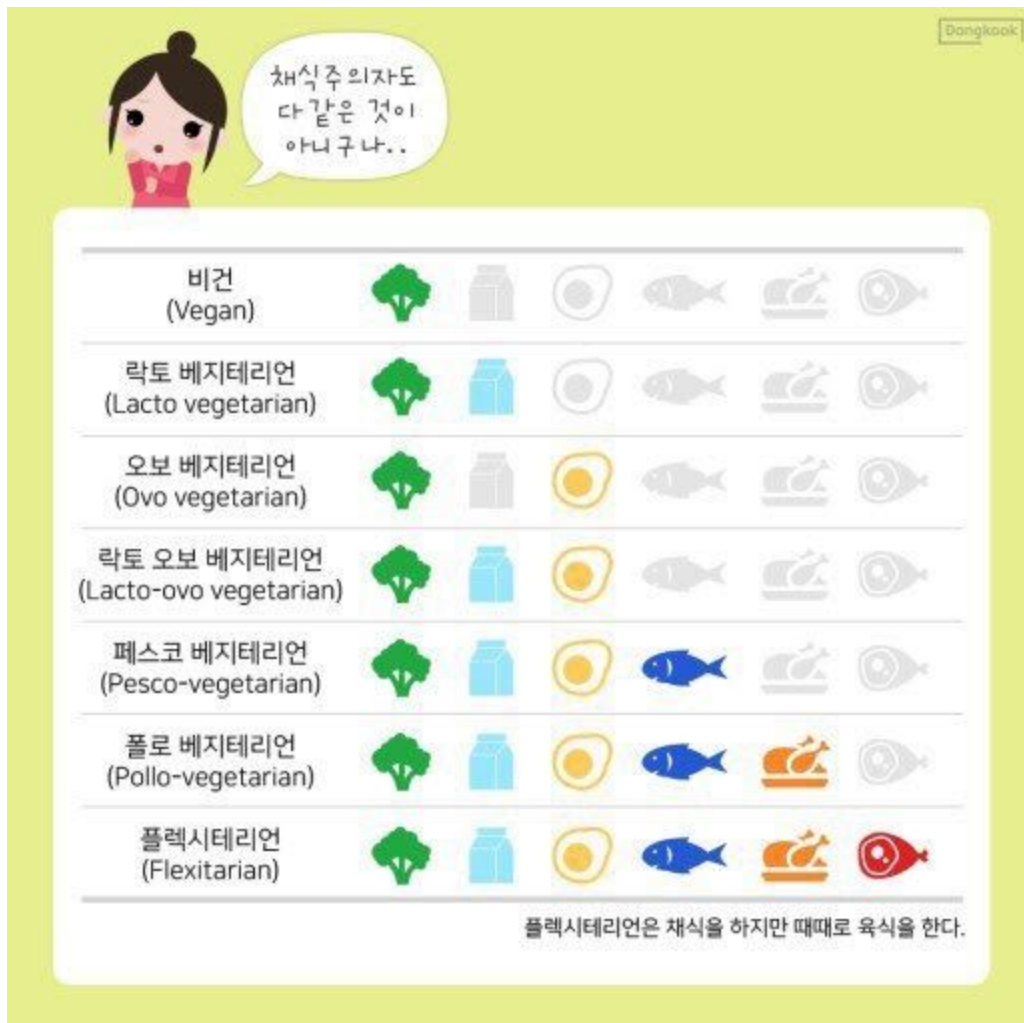 Dongkook
채식주의자도
다 같은 것이
아니구나..
비건
(Vegan)
락토 베지테리언
(Lacto vegetarian)
오보 베지테리언
(Ovo vegetarian)
락토 오보 베지테리언
(Lacto-ovo vegetarian)
페스코 베지테리언
(Pesco-vegetarian)
폴로 베지테리언
(Pollo-vegetarian)
플렉시테리언
(Flexitarian)
플렉시테리언은 채식을 하지만 때때로 육식을 한다.